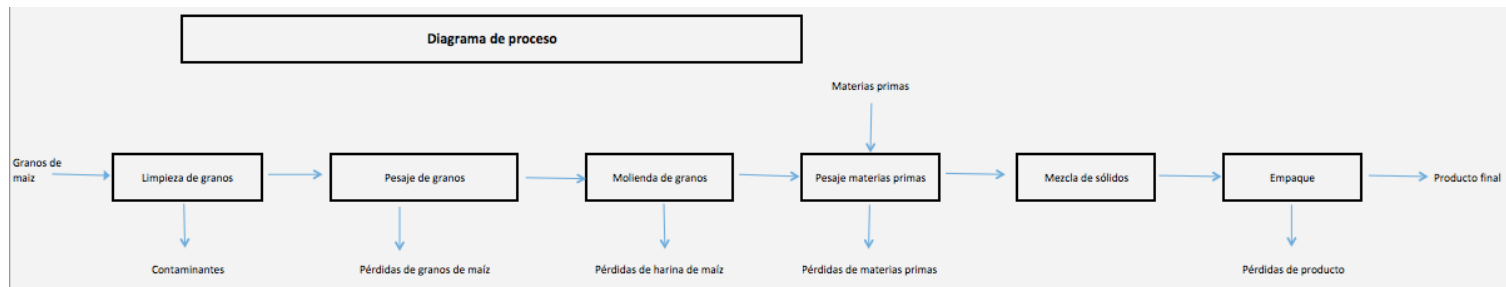 Diagrama de proceso
Materias primas
Granos de
maiz
Limpieza de granos
Pesaje de granos
Molienda de granos
Pesaje materias primas
Mezcla de sólidos
Empaque
Producto final
Contaminantes
Pérdidas de granos de maíz
Pérdidas de harina de maíz
Pérdidas de materias primas
Pérdidas de producto